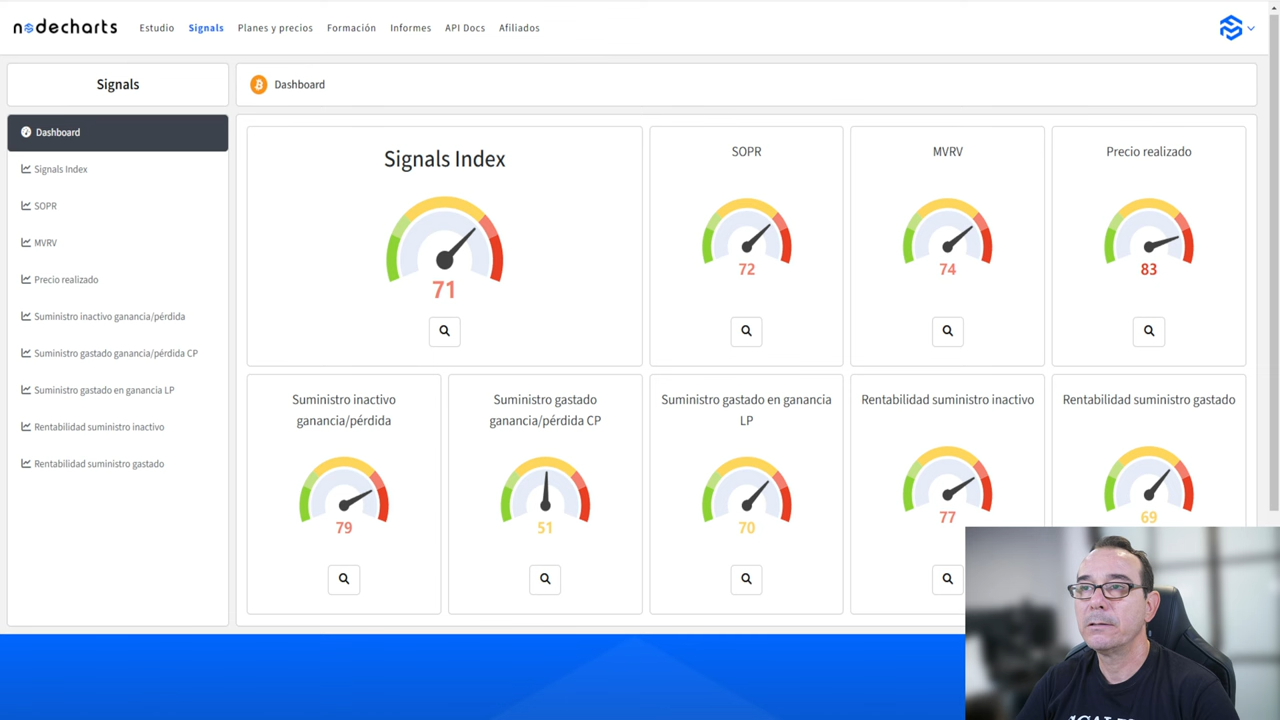 nodecharts
Estudio
Signals
Planes y precios
Formación
Informes
API Docs
Afiliados
Signals
Dashboard
Signals Index
SOPR
MVRV
Precio realizado
Suministro inactivo ganancia/pérdida
Suministro gastado ganancia/pérdida CP
Suministro gastado en ganancia LP
Rentabilidad suministro inactivo
Rentabilidad suministro gastado
Dashboard
Signals Index
71
SOPR
72
MVRV
74
Precio realizado
83
Suministro inactivo
ganancia/pérdida
79
Suministro gastado
ganancia/pérdida CP
51
Suministro gastado en ganancia
LP
70
Rentabilidad suministro inactivo
77
Rentabilidad suministro gastado
69